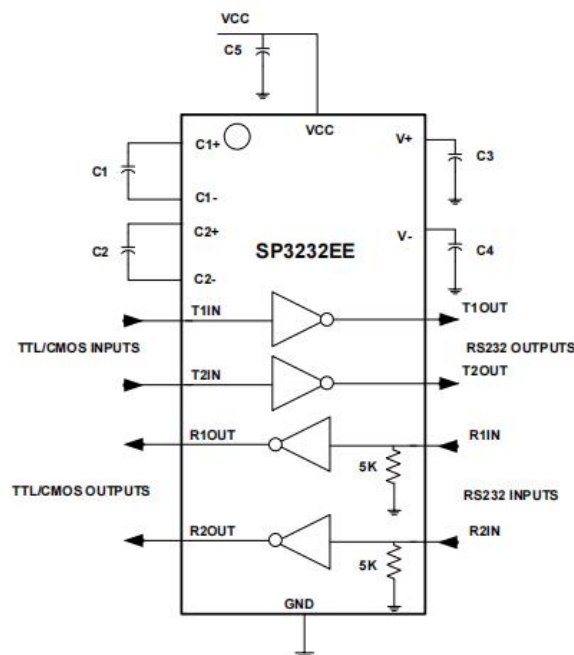 VCC
C5
VCC
C1+
V+
C1
C3
C1-
C2+
V-
C2
SP3232EE
C4
C2-
T1IN
T1OUT
TTL/CMOS INPUTS
RS232 OUTPUTS
T2IN
T2OUT
R1OUT
R1IN
5K
TTL/CMOS OUTPUTS
RS232 INPUTS
R2OUT
R2IN
5K
GND